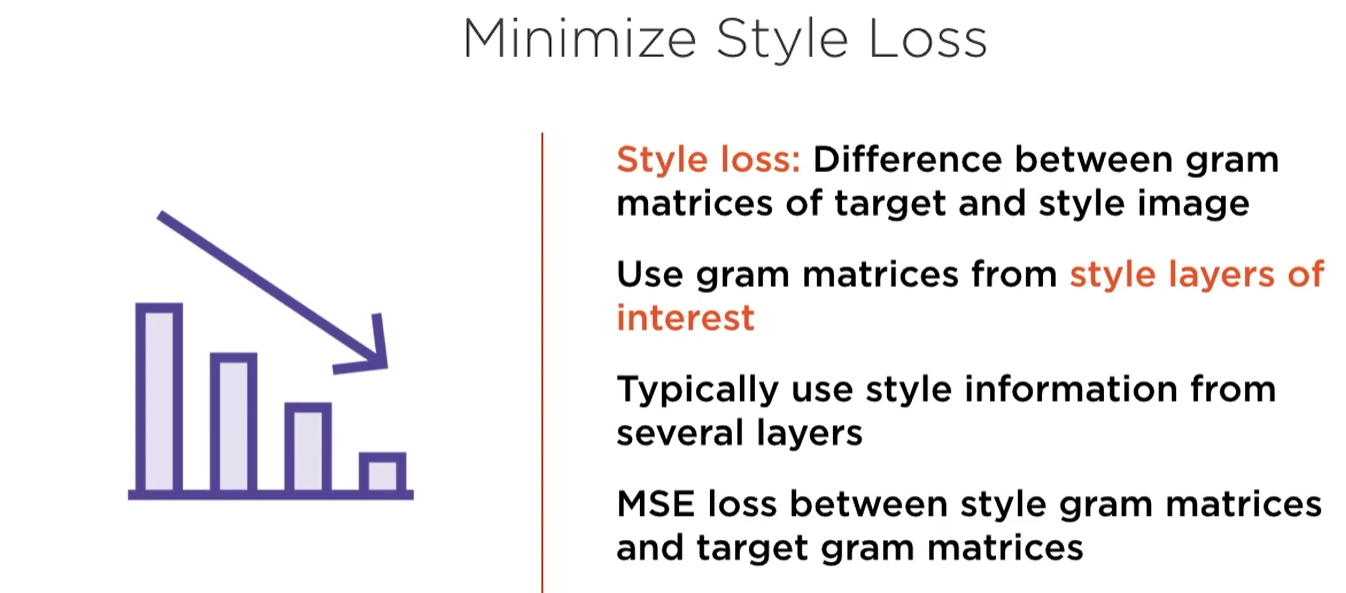 Minimize Style Loss
Style loss: Difference between gram
matrices of target and style image
Use gram matrices from style layers of
interest
Typically use style information from
several layers
MSE loss between style gram matrices
and target gram matrices